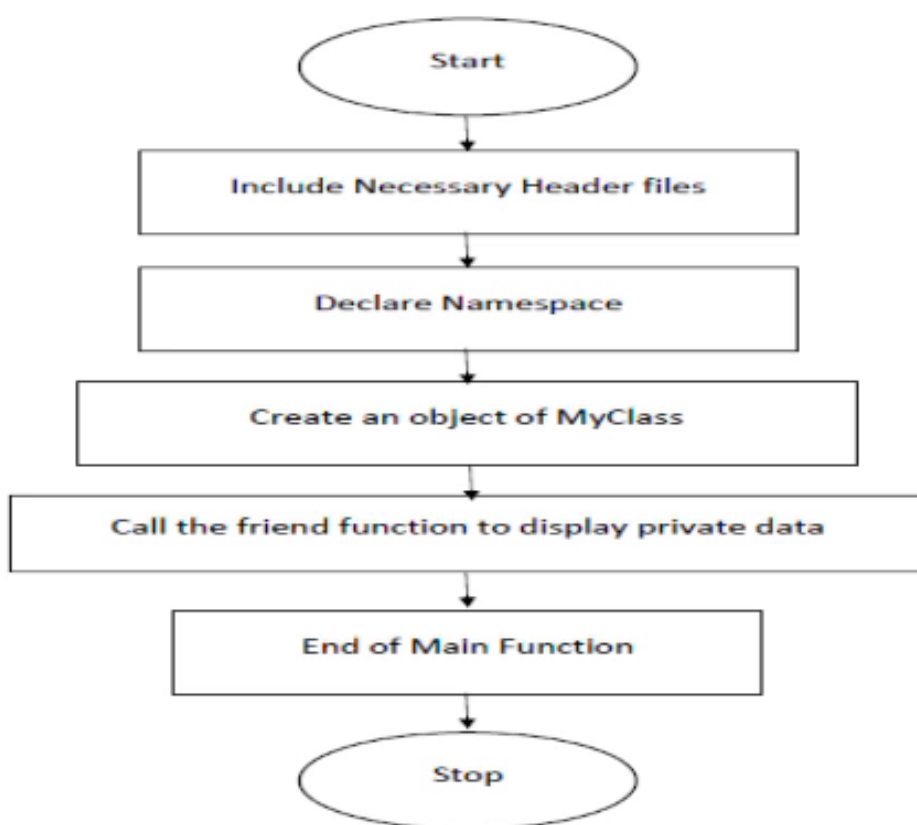 Start
Include Necessary Header files
Declare Namespace
Create an object of MyClass
Call the friend function to display private data
End of Main Function
Stop